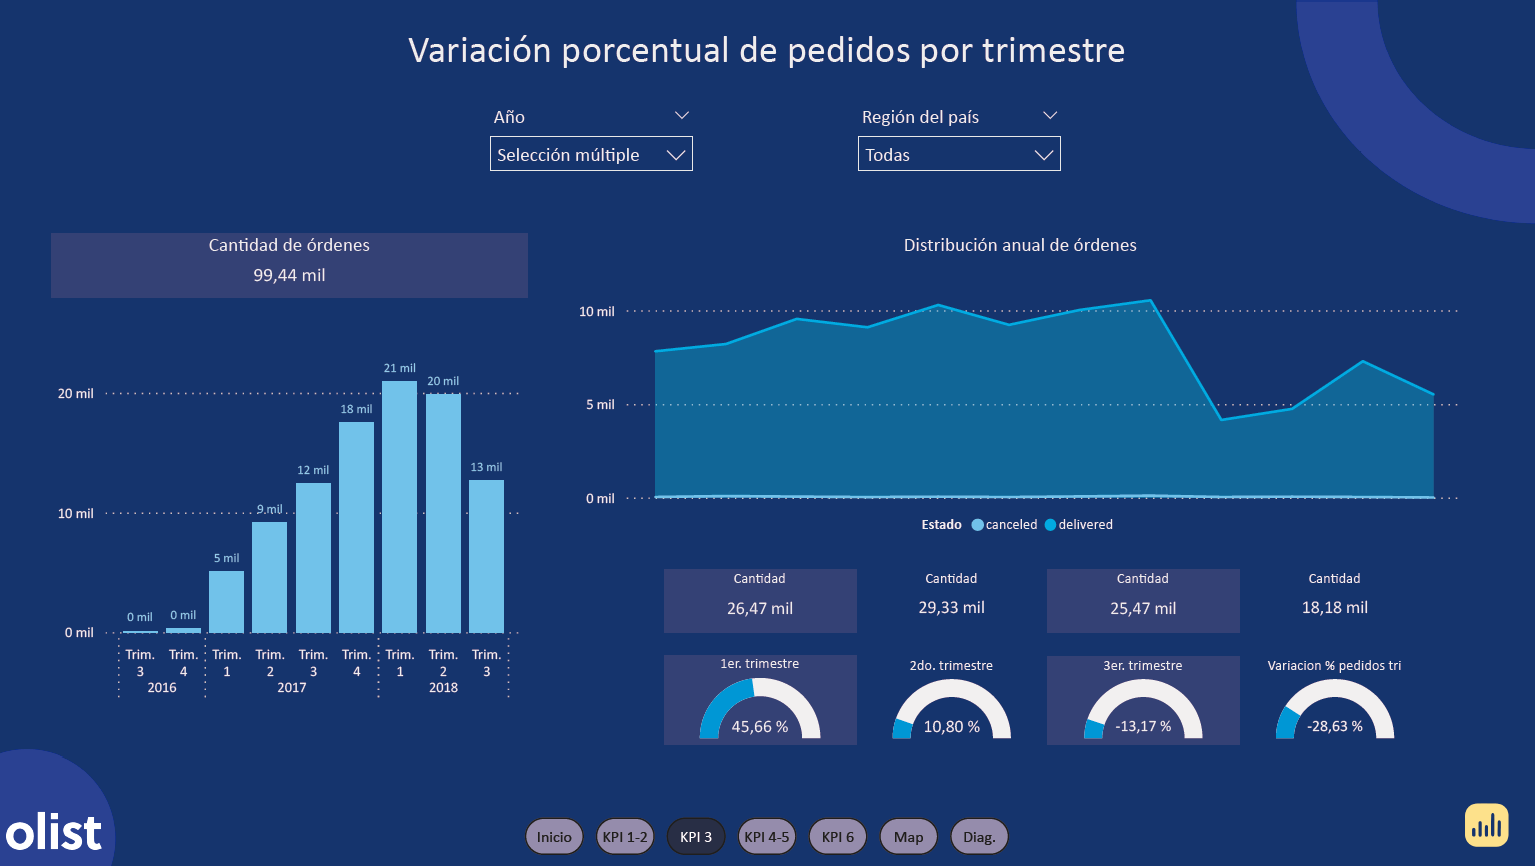 Variación porcentual de pedidos por trimestre
Año
Selección múltiple
Región del país
Todas
Cantidad de órdenes
99,44 mil
20 mil
10 mil
0 mil
0 mil
0 mil
5 mil
9 mil
12 mil
18 mil
21 mil
20 mil
13 mil
Trim. 3
Trim. 4
Trim. 1
Trim. 2
Trim. 3
Trim. 4
Trim. 1
Trim. 2
Trim. 3
2016
2017
2018
Distribución anual de órdenes
10 mil
5 mil
0 mil
Estado canceled delivered
Cantidad
26,47 mil
Cantidad
29,33 mil
Cantidad
25,47 mil
Cantidad
18,18 mil
1er. trimestre
45,66 %
2do. trimestre
10,80 %
3er. trimestre
-13,17 %
Variacion % pedidos tri
-28,63 %
olist
Inicio
KPI 1-2
KPI 3
KPI 4-5
KPI 6
Map
Diag.